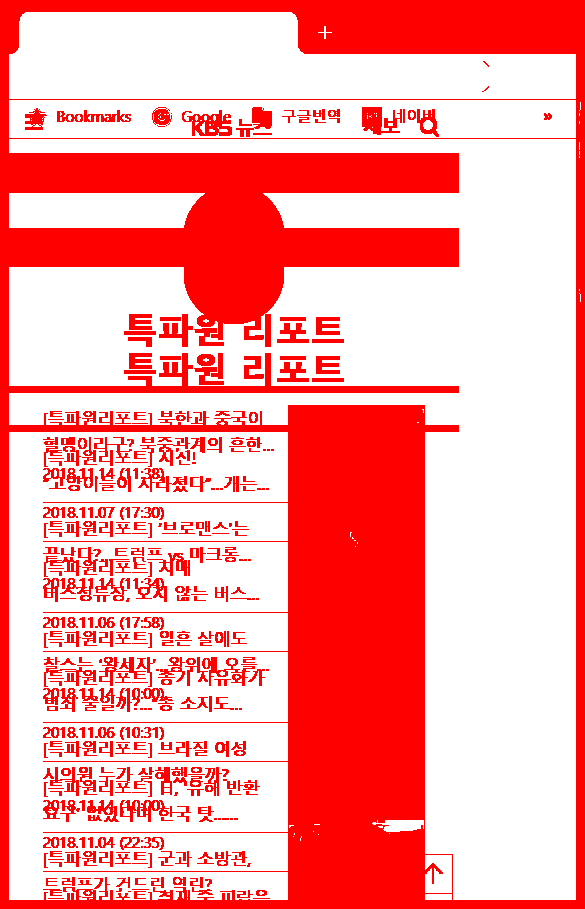 +
Bookmarks Google 구글번역 네이버 »
KBS 뉴스 제보
특파원 리포트
특파원 리포트
[특파원리포트] 북한과 중국이
혈맹이라구? 북중관계의 흔한...
[특파원리포트] 시신!
2018.11.14 (11:38)
"고양이들이 사라졌다"...개는...
2018.11.07 (17:30)
[특파원리포트] '브로맨스'는
끝났다?...트럼프 vs 마크롱...
[특파원리포트] 치매
2018.11.14 (11:34)
버스정류장, 오지 않는 버스...
2018.11.06 (17:58)
[특파원리포트] 일흔 살에도
찰스는 '왕세자'...왕위에 오를...
[특파원리포트] 총기 자유화가
2018.11.14 (10:00)
범죄 줄일까?..."총 소지도...
2018.11.06 (10:31)
[특파원리포트] 브라질 여성
시의원 누가 살해했을까?
[특파원리포트] 日, '유해 반환
2018.11.14 (10:00)
요구' 없었다며 한국 탓......
2018.11.04 (22:35)
[특파원리포트] 군과 소방관,
트럼프가 건드린 역린?
[특파원리포트]